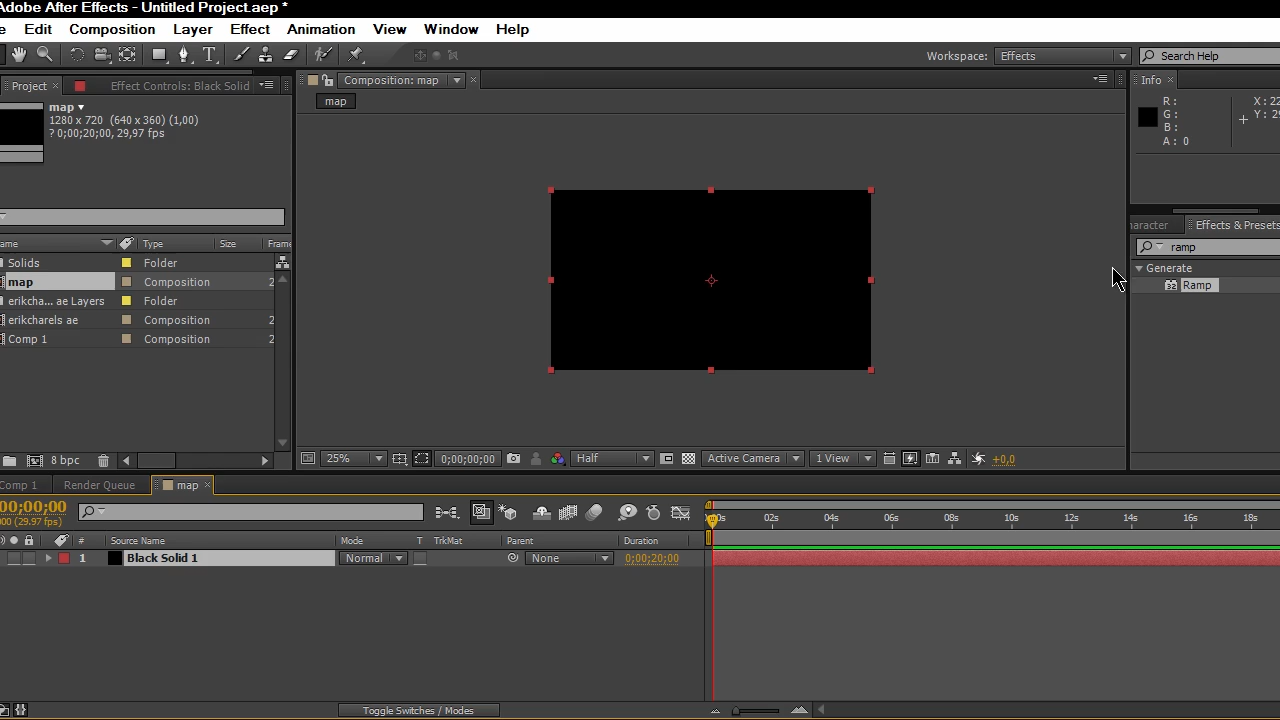 Adobe After Effects - Untitled Project.aep *
Edit Composition Layer Effect Animation View Window Help
Workspace: Effects Search Help
Project Effect Controls: Black Solid
Composition: map
Info
map
1280 x 720 (640 x 360) (1,00)
? 0;00;20;00, 29,97 fps
map
R:
G:
B:
A: 0
X: 22
Y: 29
aracter Effects & Presets
ramp
Generate
Ramp
ame Type Size Frame
Solids Folder
map Composition 2
erikcha... ae Layers Folder
erikcharels ae Composition 2
Comp 1 Composition 2
8 bpc
25% 0;00;00;00 Half Active Camera 1 View +0,0
Comp 1 Render Queue map
00;00;00
000 (29.97 fps)
00s 02s 04s 06s 08s 10s 12s 14s 16s 18s
# Source Name Mode T TrkMat Parent Duration
1 Black Solid 1 Normal None 0;00;20;00
Toggle Switches / Modes